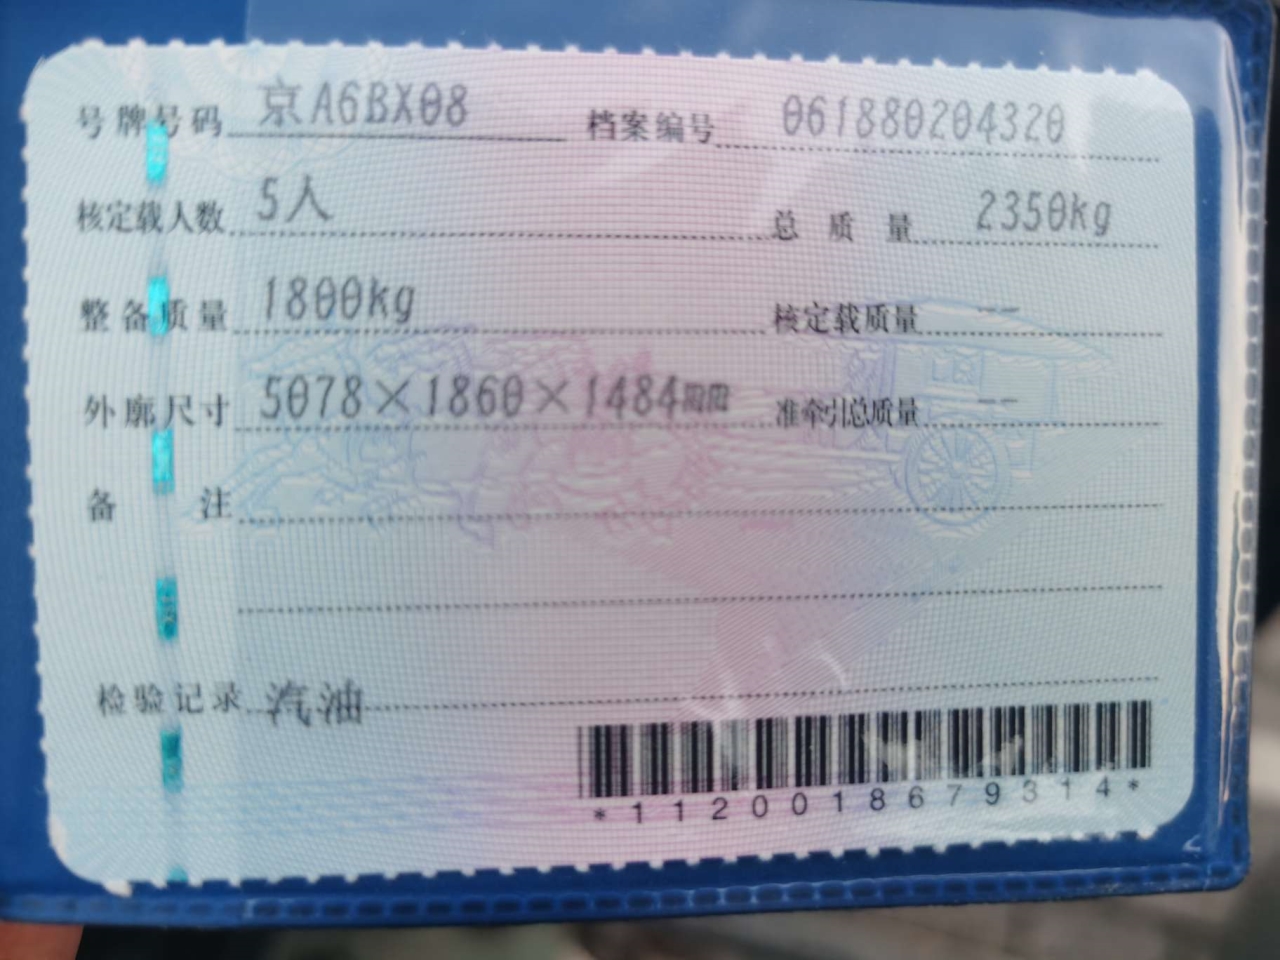 号牌号码 京A6BX08 档案编号 061880204320
核定载人数 5人 总质量 2350kg
整备质量 1800kg 核定载质量 --
外廓尺寸 5078×1860×1484mm 准牵引总质量 --
备注
检验记录 汽油
*1120018679314*